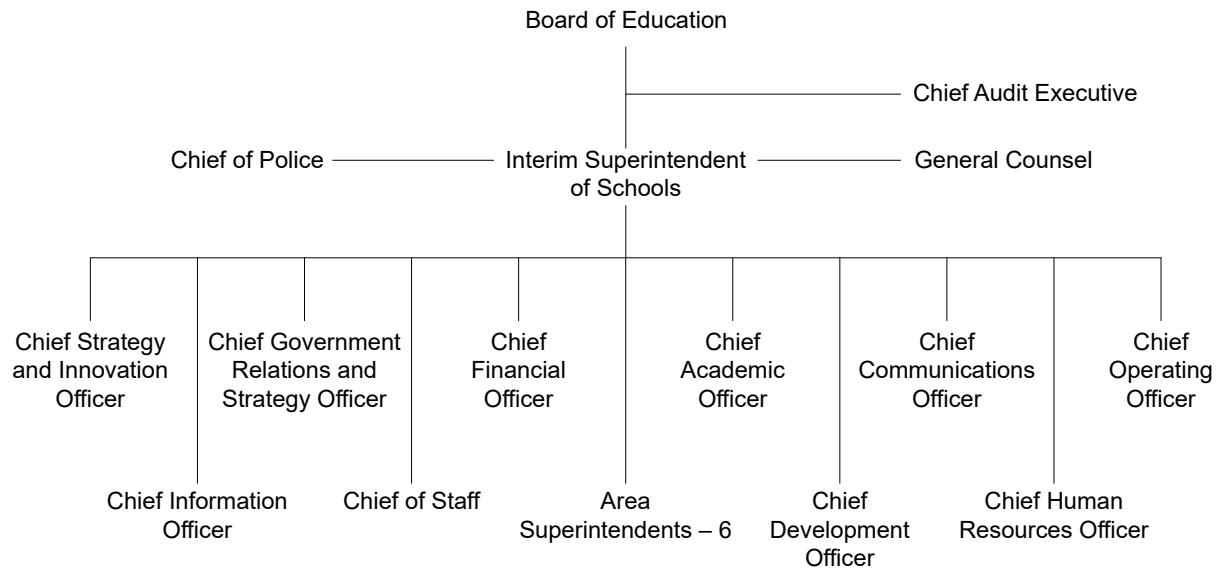 Board of Education
Chief Audit Executive
Chief of Police
Interim Superintendent
of Schools
General Counsel
Chief Strategy
and Innovation
Officer
Chief Government
Relations and
Strategy Officer
Chief
Financial
Officer
Chief
Academic
Officer
Chief
Communications
Officer
Chief
Operating
Officer
Chief Information
Officer
Chief of Staff
Area
Superintendents – 6
Chief
Development
Officer
Chief Human
Resources Officer